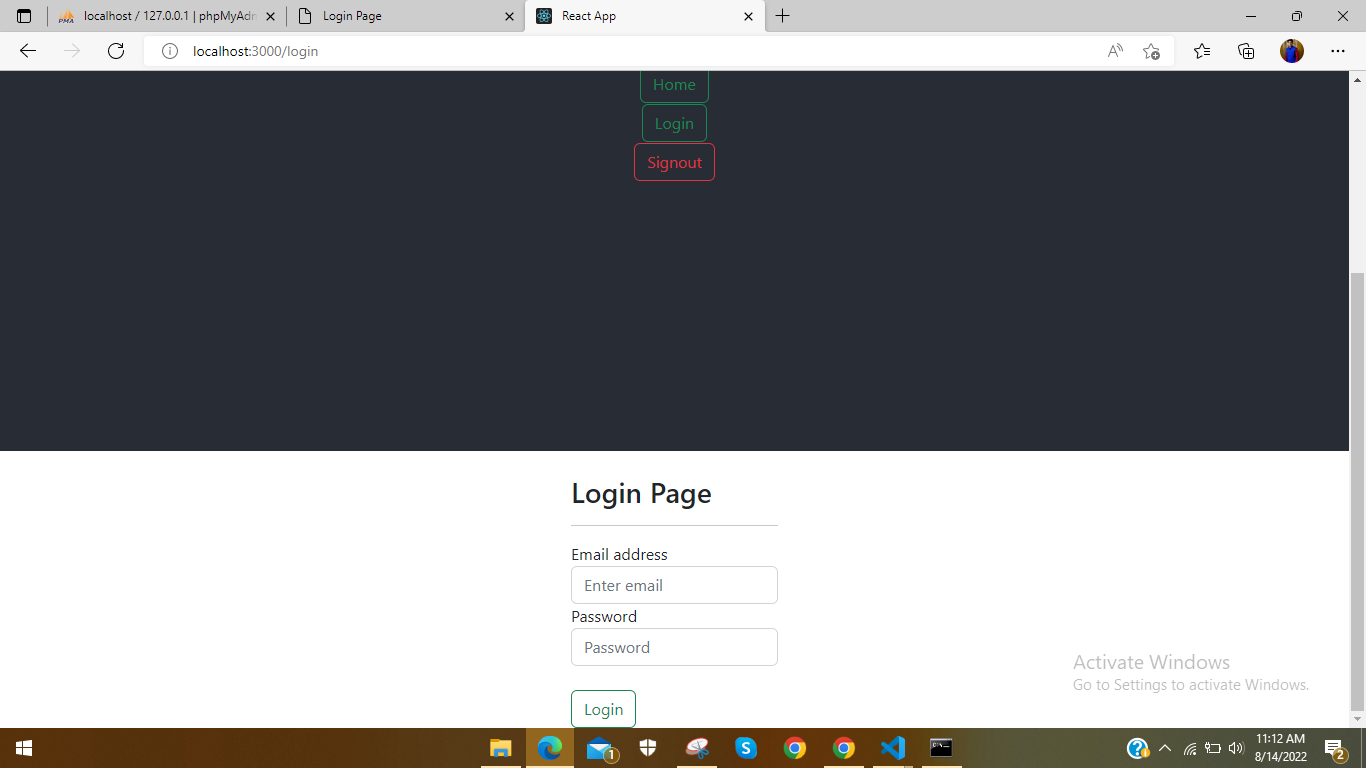 localhost / 127.0.0.1 | phpMyAdm
Login Page
React App
localhost:3000/login
Home
Login
Signout
Login Page
Email address
Enter email
Password
Password
Login
Activate Windows
Go to Settings to activate Windows.
11:12 AM
8/14/2022
1
2